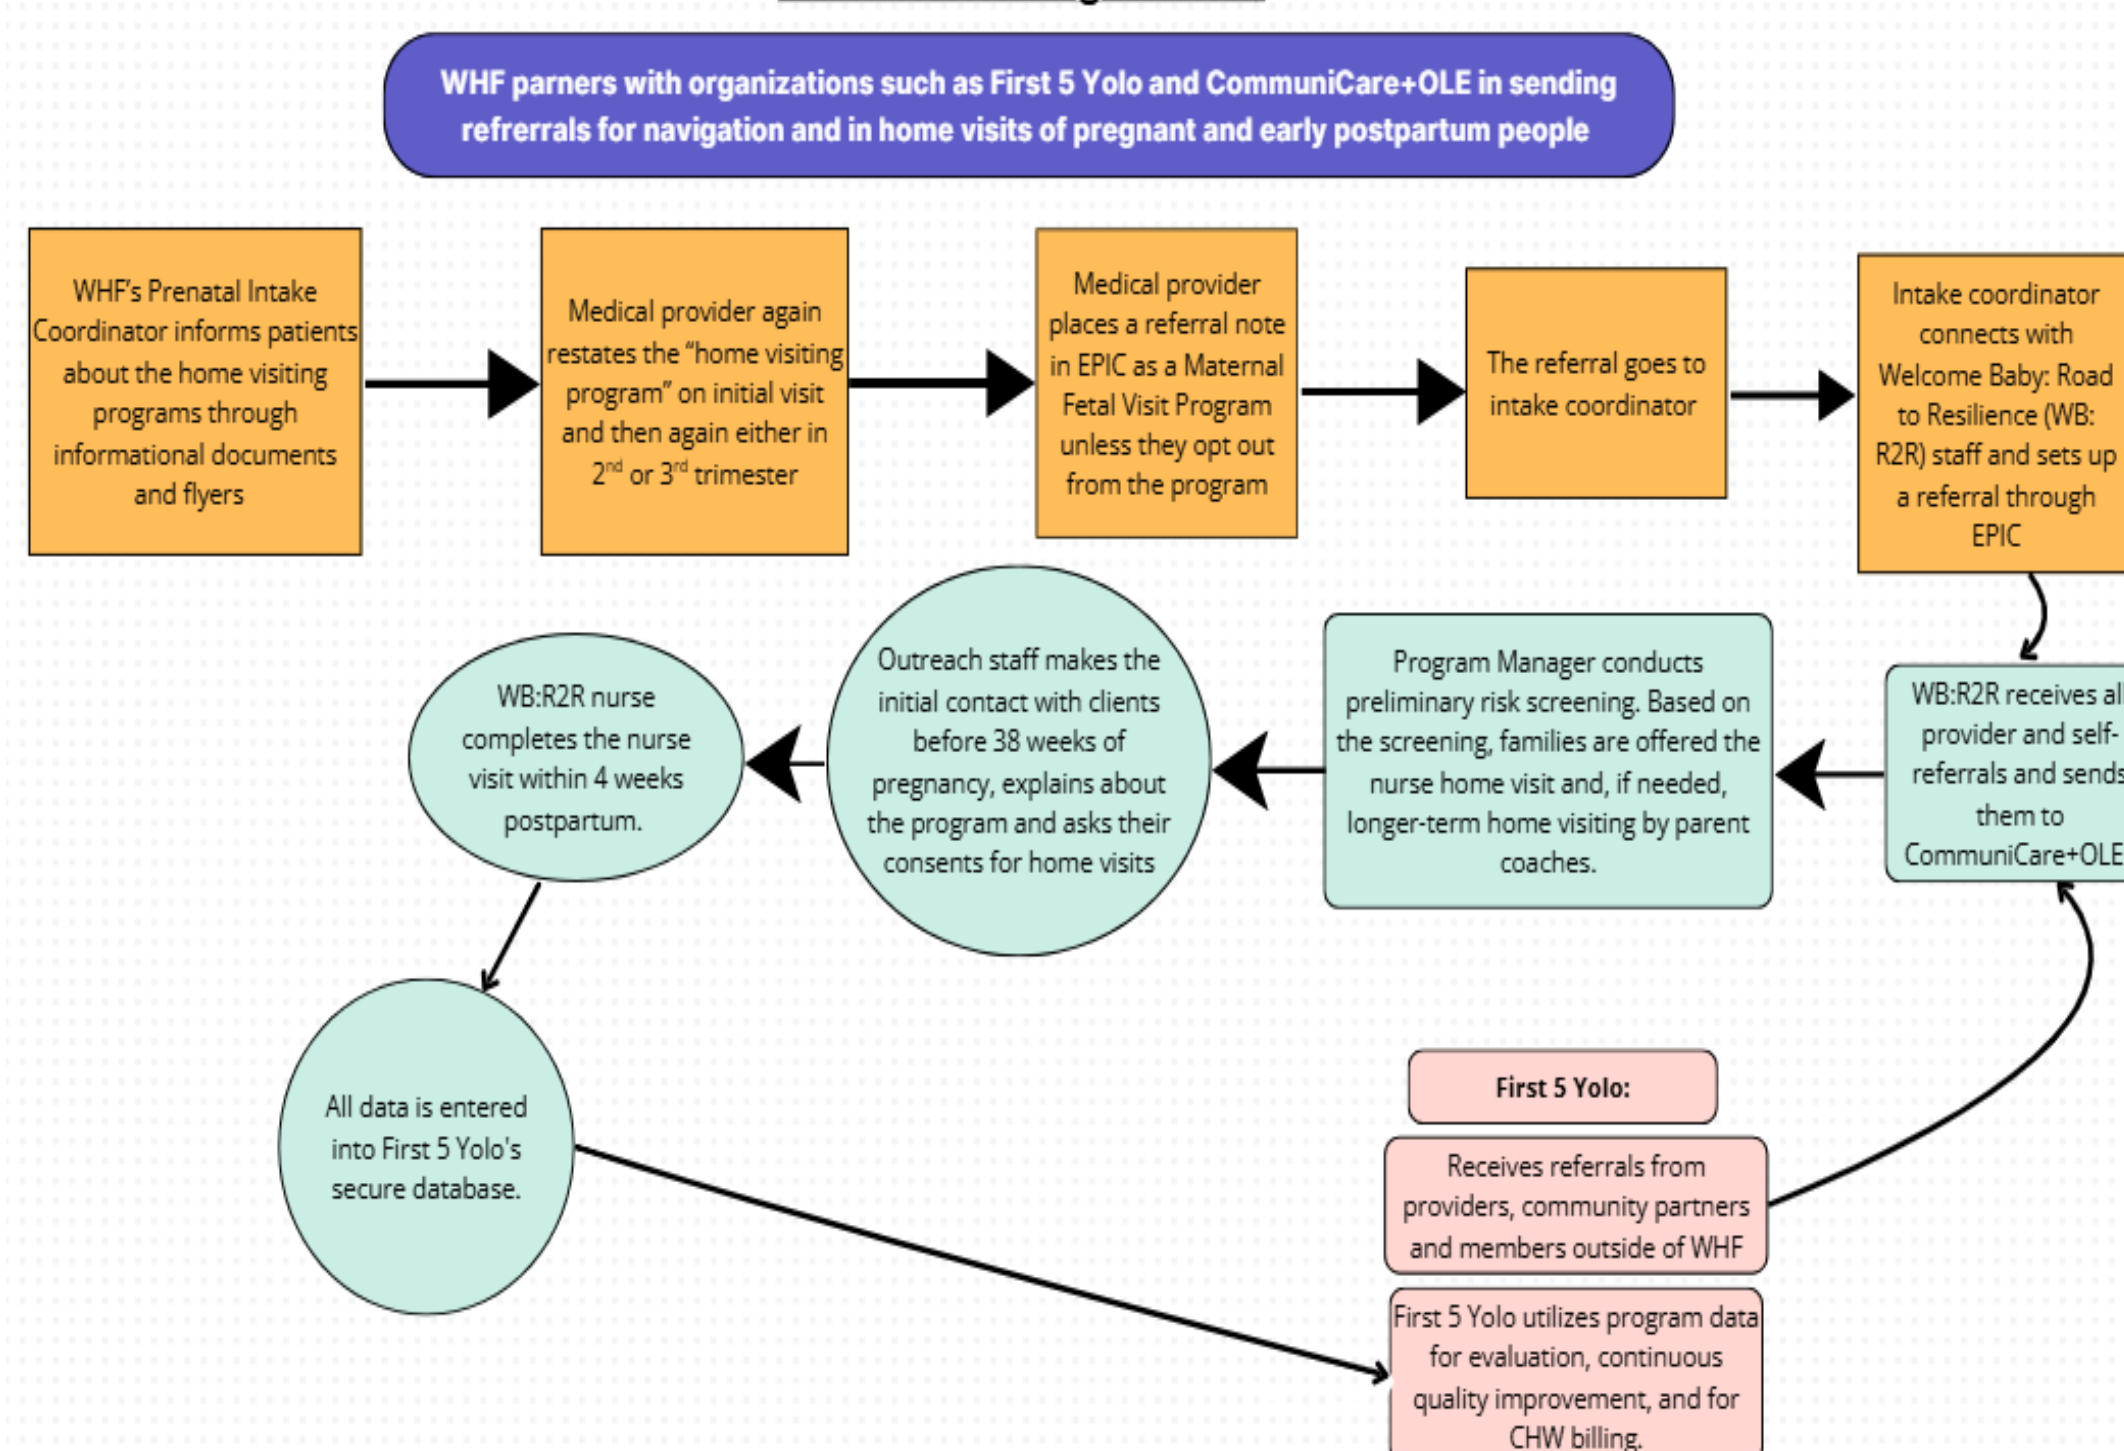 WHF parners with organizations such as First 5 Yolo and CommuniCare+OLE in sending
refrerrals for navigation and in home visits of pregnant and early postpartum people
WHF's Prenatal Intake
Coordinator informs patients
about the home visiting
programs through
informational documents
and flyers
Medical provider again
restates the “home visiting
program” on initial visit
and then again either in
2nd or 3rd trimester
Medical provider
places a referral note
in EPIC as a Maternal
Fetal Visit Program
unless they opt out
from the program
The referral goes to
intake coordinator
Intake coordinator
connects with
Welcome Baby: Road
to Resilience (WB:
R2R) staff and sets up
a referral through
EPIC
WB:R2R receives all
provider and self-
referrals and sends
them to
CommuniCare+OLE
Program Manager conducts
preliminary risk screening. Based on
the screening, families are offered the
nurse home visit and, if needed,
longer-term home visiting by parent
coaches.
Outreach staff makes the
initial contact with clients
before 38 weeks of
pregnancy, explains about
the program and asks their
consents for home visits
WB:R2R nurse
completes the nurse
visit within 4 weeks
postpartum.
All data is entered
into First 5 Yolo's
secure database.
First 5 Yolo:
Receives referrals from
providers, community partners
and members outside of WHF
First 5 Yolo utilizes program data
for evaluation, continuous
quality improvement, and for
CHW billing.